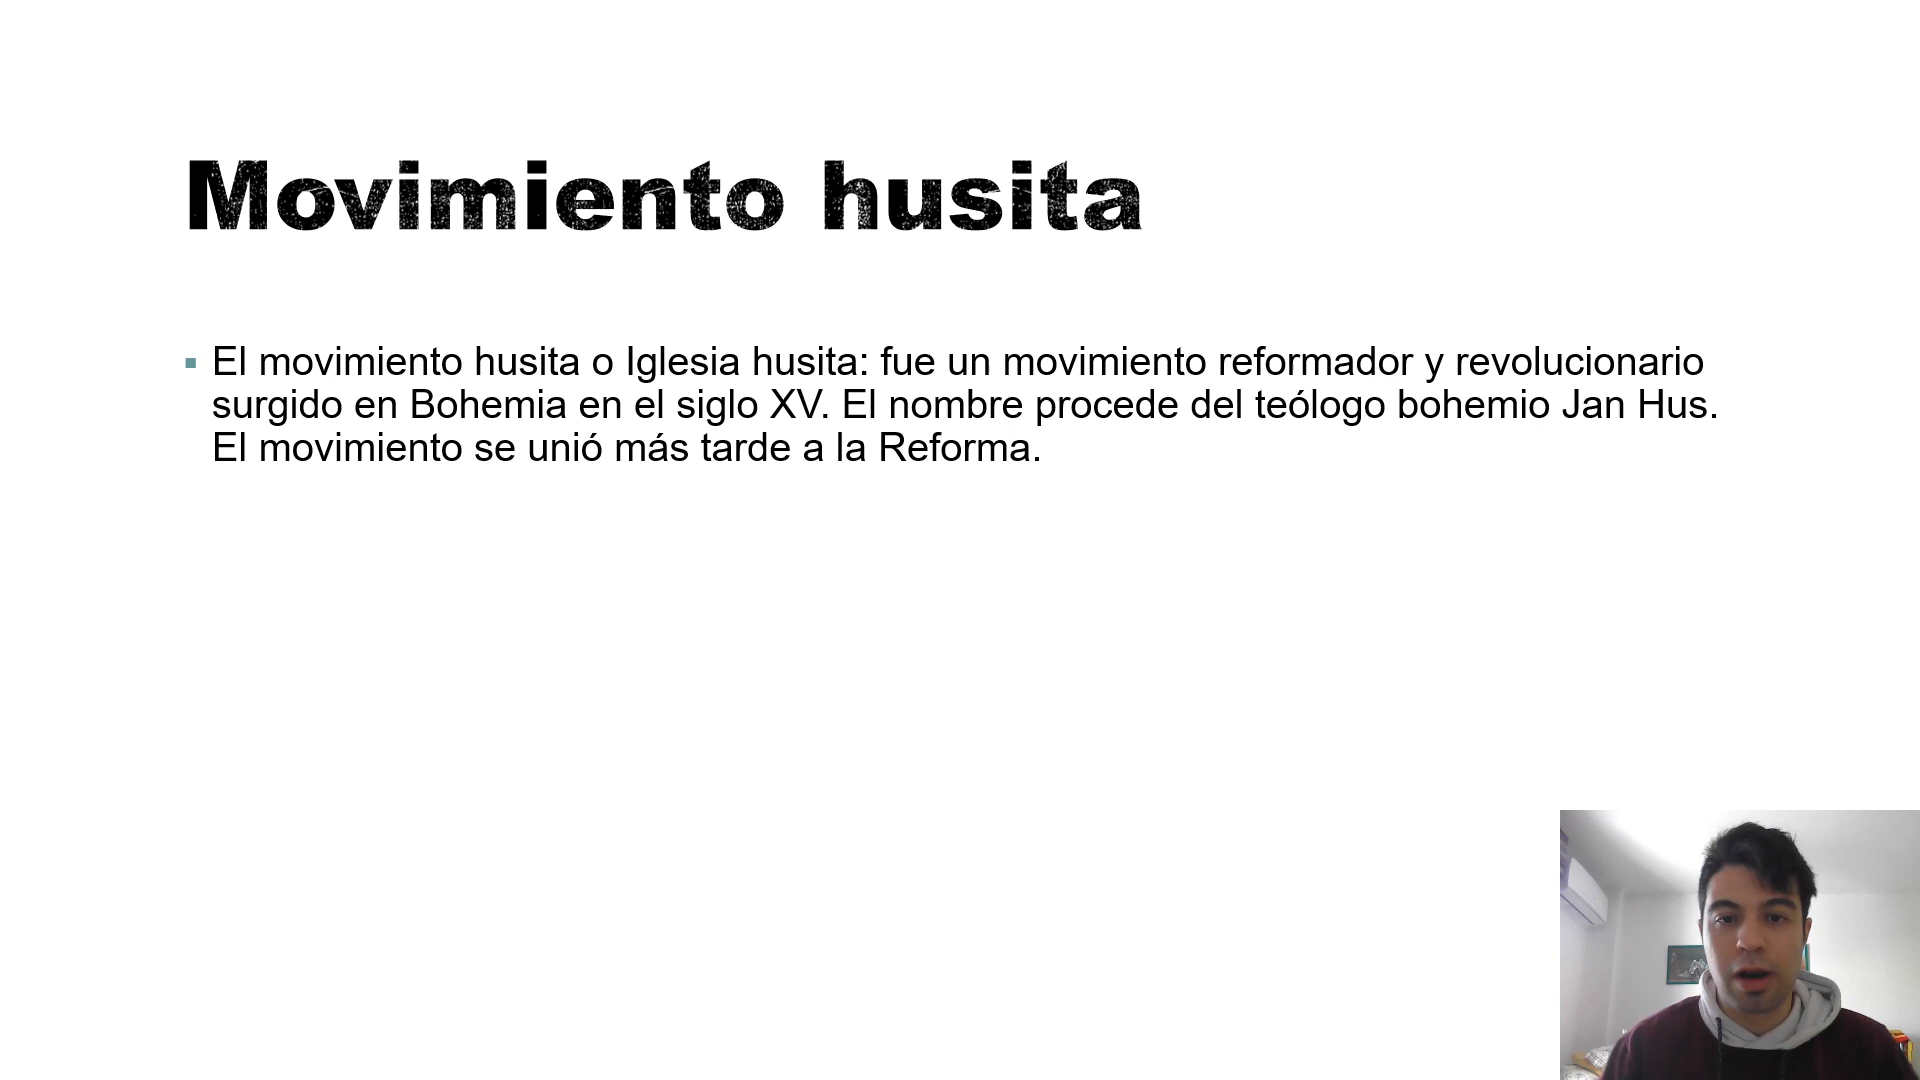 Movimiento husita
El movimiento husita o Iglesia husita: fue un movimiento reformador y revolucionario
surgido en Bohemia en el siglo XV. El nombre procede del teólogo bohemio Jan Hus.
El movimiento se unió más tarde a la Reforma.